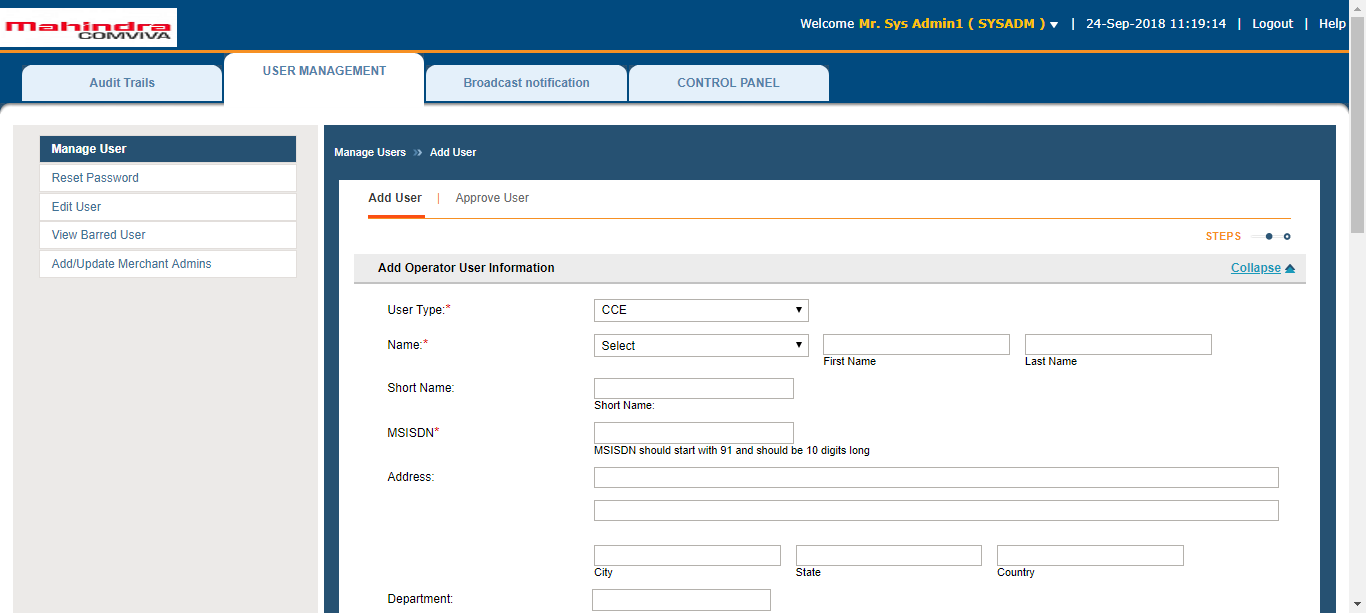 mahindra
COMVIVA
Welcome Mr. Sys Admin1 ( SYSADM ) | 24-Sep-2018 11:19:14 | Logout | Help
Audit Trails
USER MANAGEMENT
Broadcast notification
CONTROL PANEL
Manage User
Reset Password
Edit User
View Barred User
Add/Update Merchant Admins
Manage Users » Add User
Add User | Approve User
STEPS
Add Operator User Information
Collapse
User Type:*
CCE
Name:*
Select
First Name
Last Name
Short Name:
Short Name:
MSISDN*
MSISDN should start with 91 and should be 10 digits long
Address:
City
State
Country
Department: